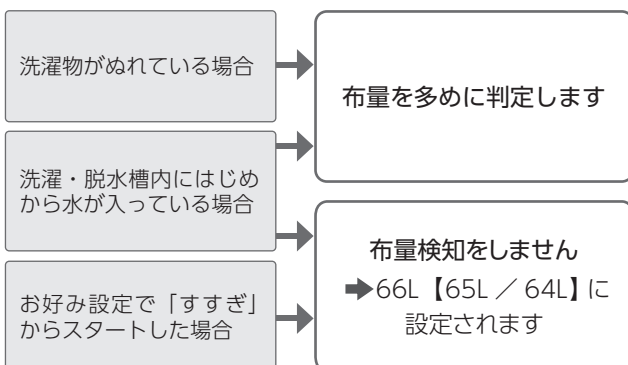 洗濯物がぬれている場合
布量を多めに判定します
洗濯・脱水槽内にはじめ
から水が入っている場合
お好み設定で「すすぎ」
からスタートした場合
布量検知をしません
➡66L【65L／64L】に
設定されます